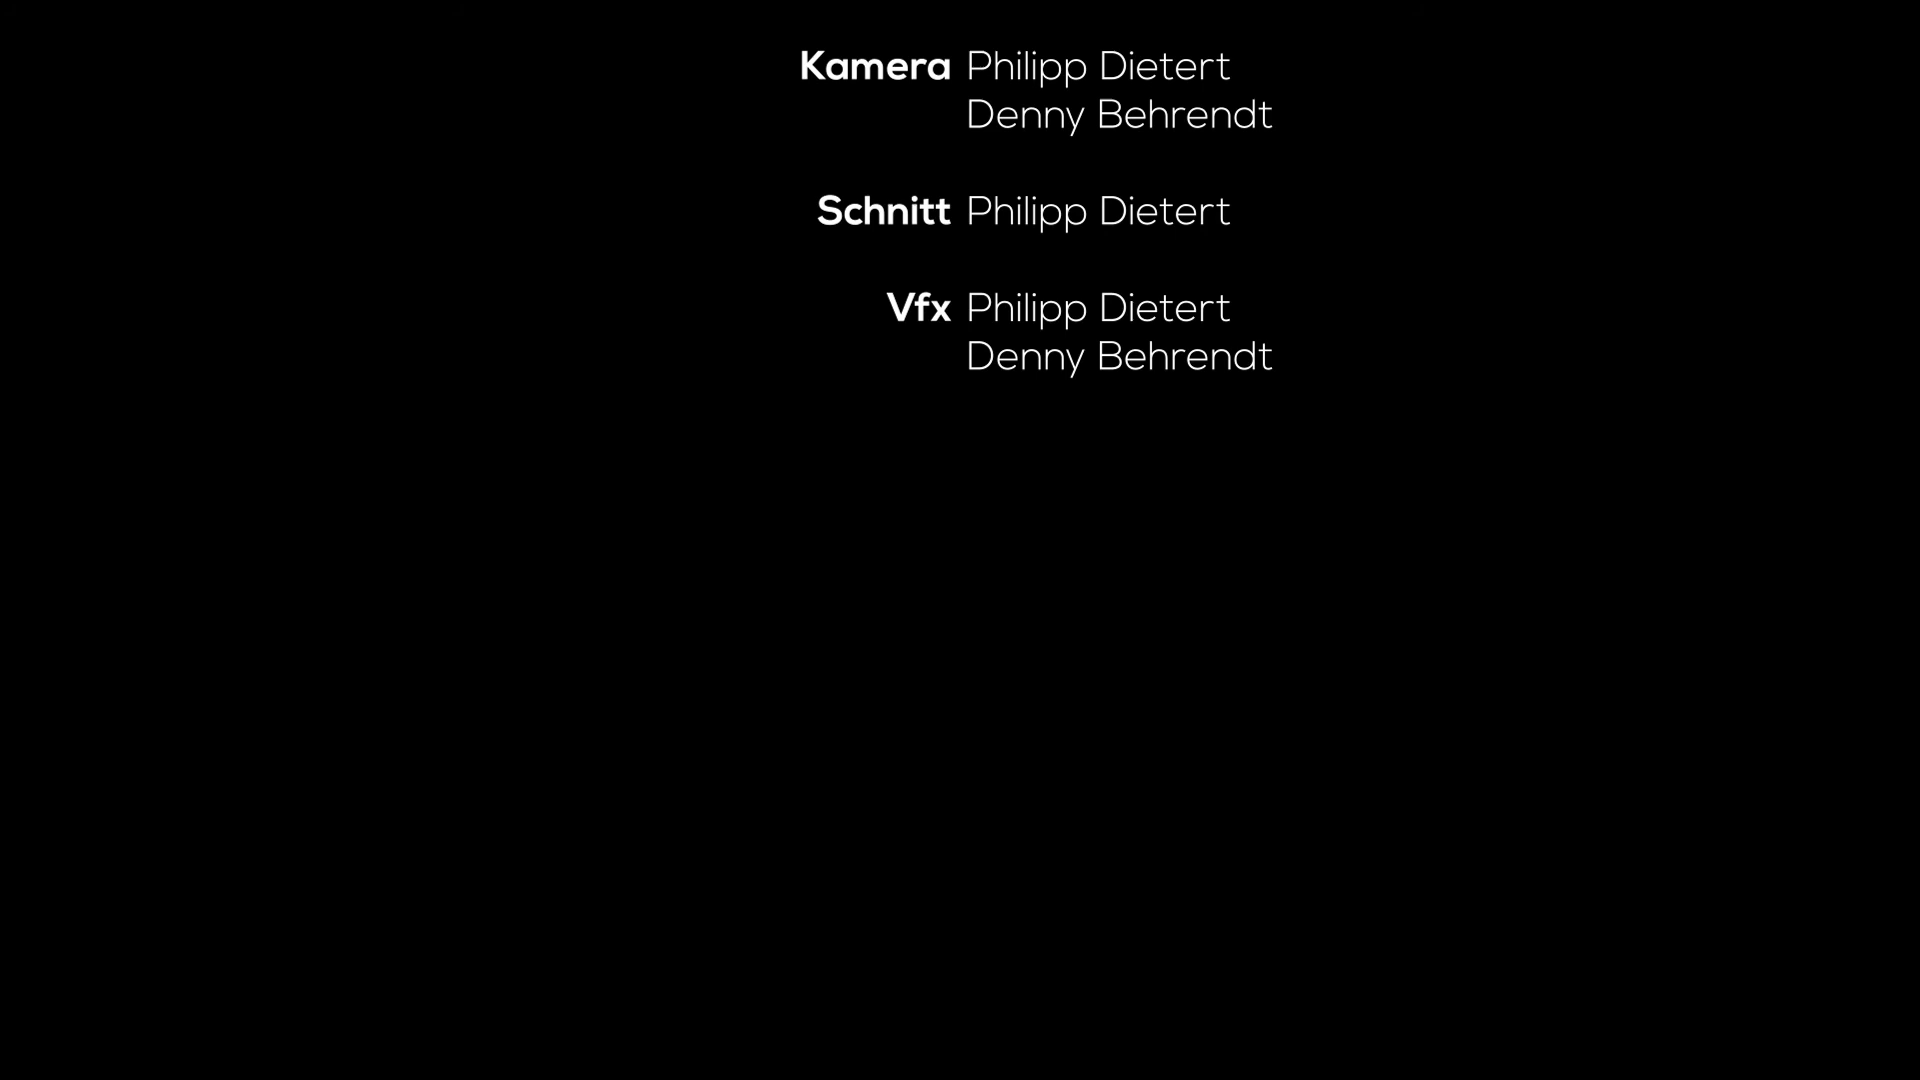 Kamera Philipp Dietert
Denny Behrendt
Schnitt Philipp Dietert
Vfx Philipp Dietert
Denny Behrendt